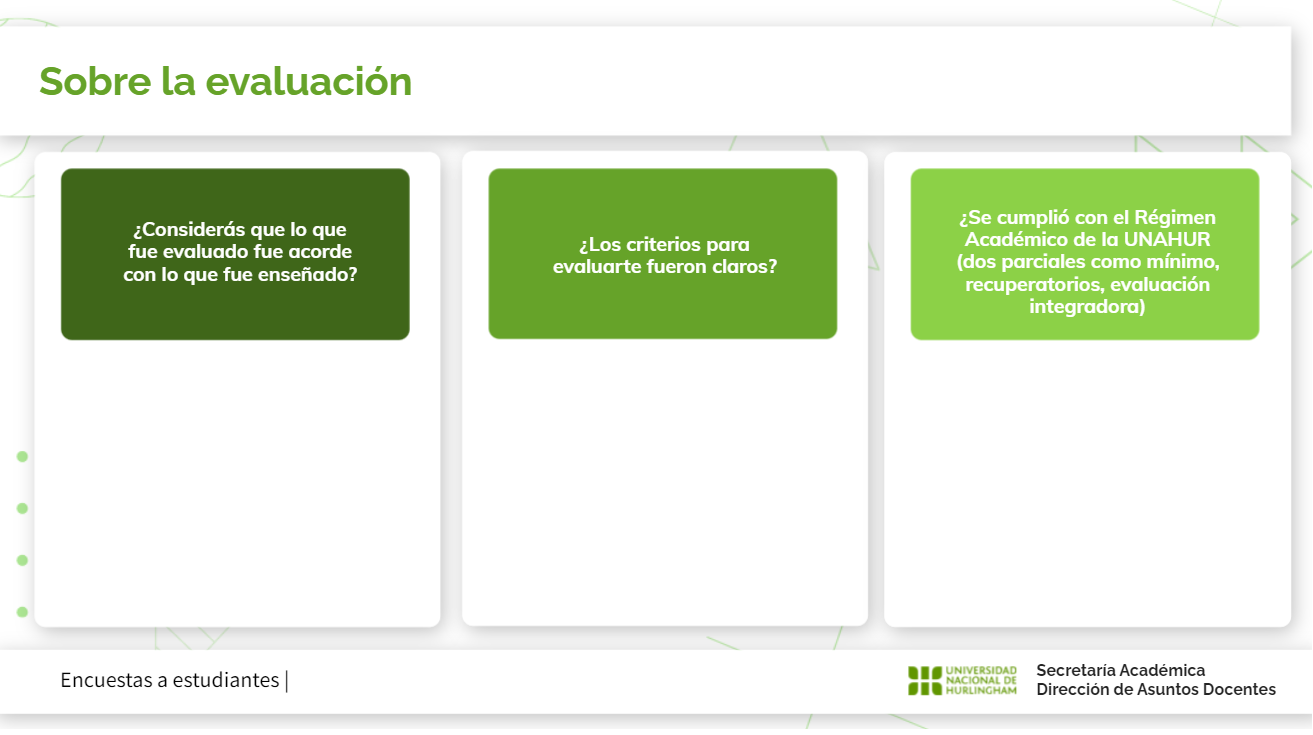 Sobre la evaluación
¿Considerás que lo que
fue evaluado fue acorde
con lo que fue enseñado?
¿Los criterios para
evaluarte fueron claros?
¿Se cumplió con el Régimen
Académico de la UNAHUR
(dos parciales como mínimo,
recuperatorios, evaluación
integradora)
Encuestas a estudiantes |
UNIVERSIDAD
NACIONAL DE
HURLINGHAM
Secretaría Académica
Dirección de Asuntos Docentes